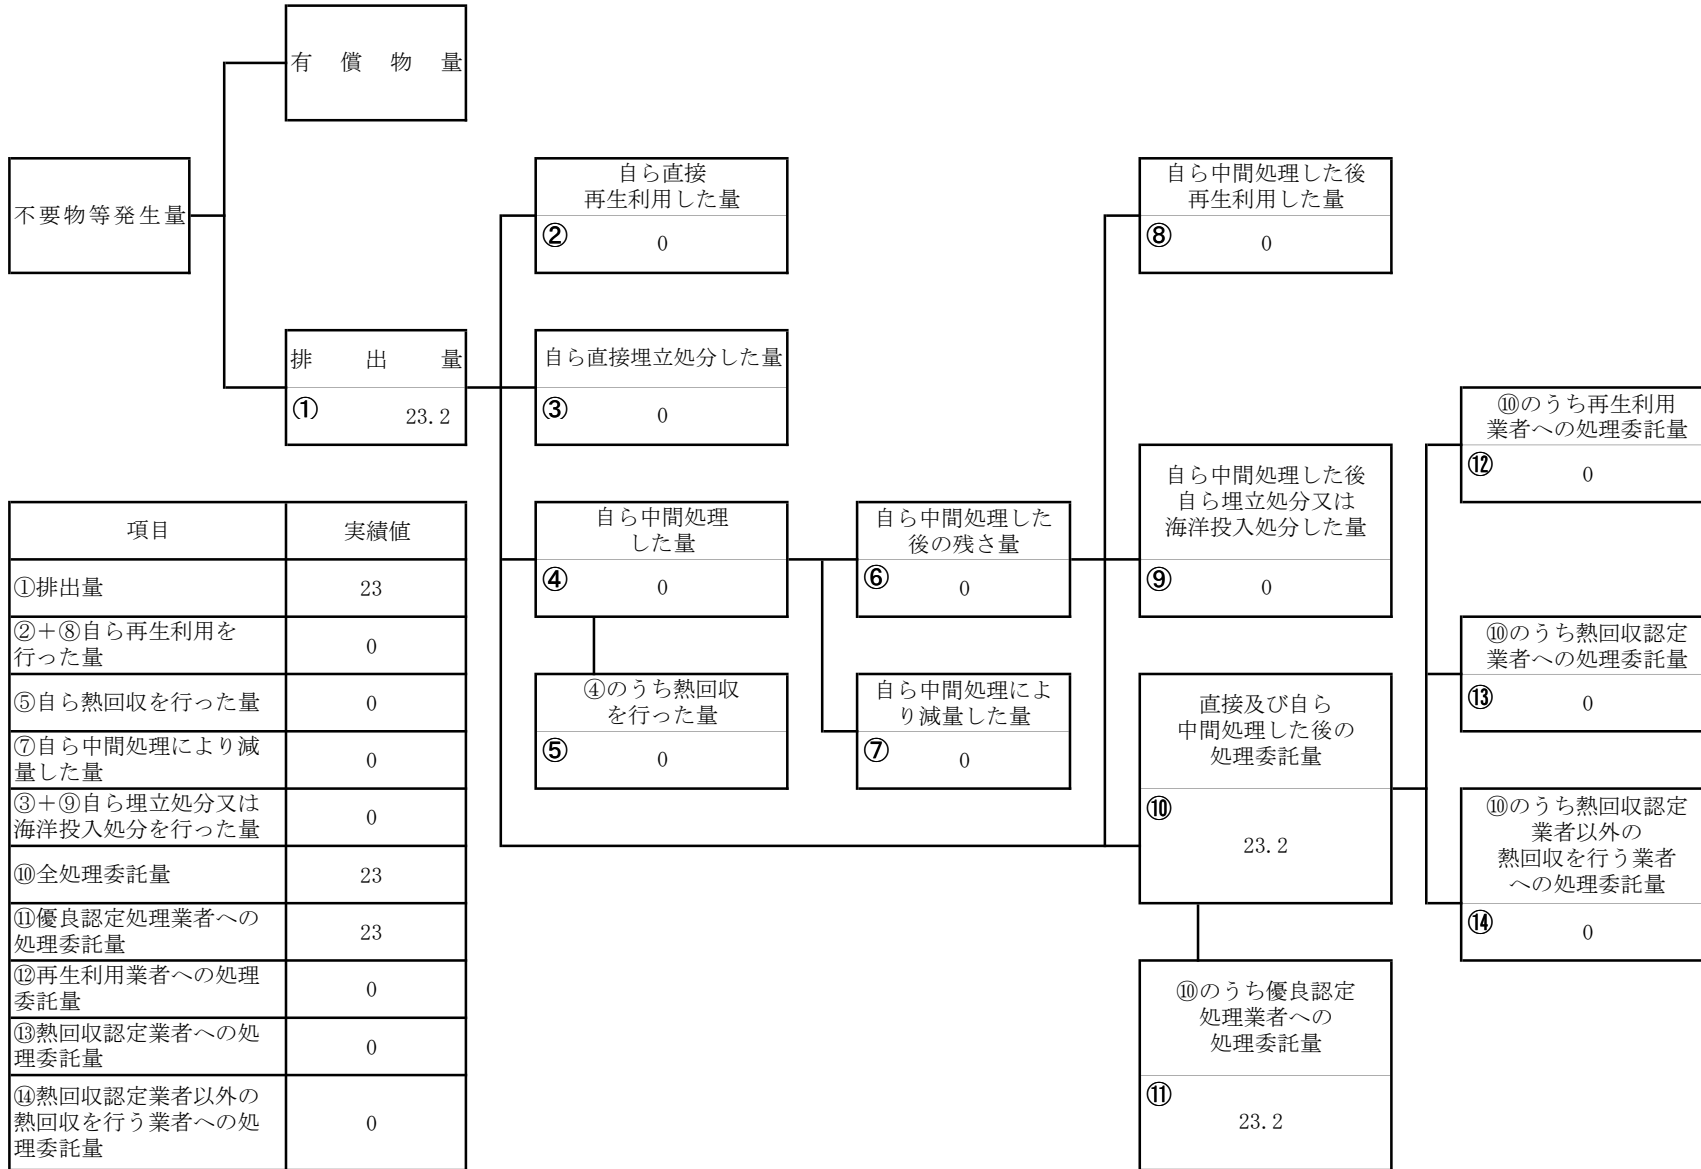 有償物量
不要物等発生量
排出量
①
23.2
自ら直接
再生利用した量
②
0
自ら直接埋立処分した量
③
0
自ら中間処理
した量
④
0
④のうち熱回収
を行った量
⑤
0
自ら中間処理した
後の残さ量
⑥
0
自ら中間処理によ
り減量した量
⑦
0
自ら中間処理した後
再生利用した量
⑧
0
自ら中間処理した後
自ら埋立処分又は
海洋投入処分した量
⑨
0
直接及び自ら
中間処理した後の
処理委託量
⑩
23.2
⑩のうち優良認定
処理業者への
処理委託量
⑪
23.2
⑩のうち再生利用
業者への処理委託量
⑫
0
⑩のうち熱回収認定
業者への処理委託量
⑬
0
⑩のうち熱回収認定
業者以外の
熱回収を行う業者
への処理委託量
⑭
0
項目 実績値
①排出量 23
②+⑧自ら再生利用を
行った量 0
⑤自ら熱回収を行った量 0
⑦自ら中間処理により減
量した量 0
③+⑨自ら埋立処分又は
海洋投入処分を行った量 0
⑩全処理委託量 23
⑪優良認定処理業者への
処理委託量 23
⑫再生利用業者への処理
委託量 0
⑬熱回収認定業者への処
理委託量 0
⑭熱回収認定業者以外の
熱回収を行う業者への処
理委託量 0